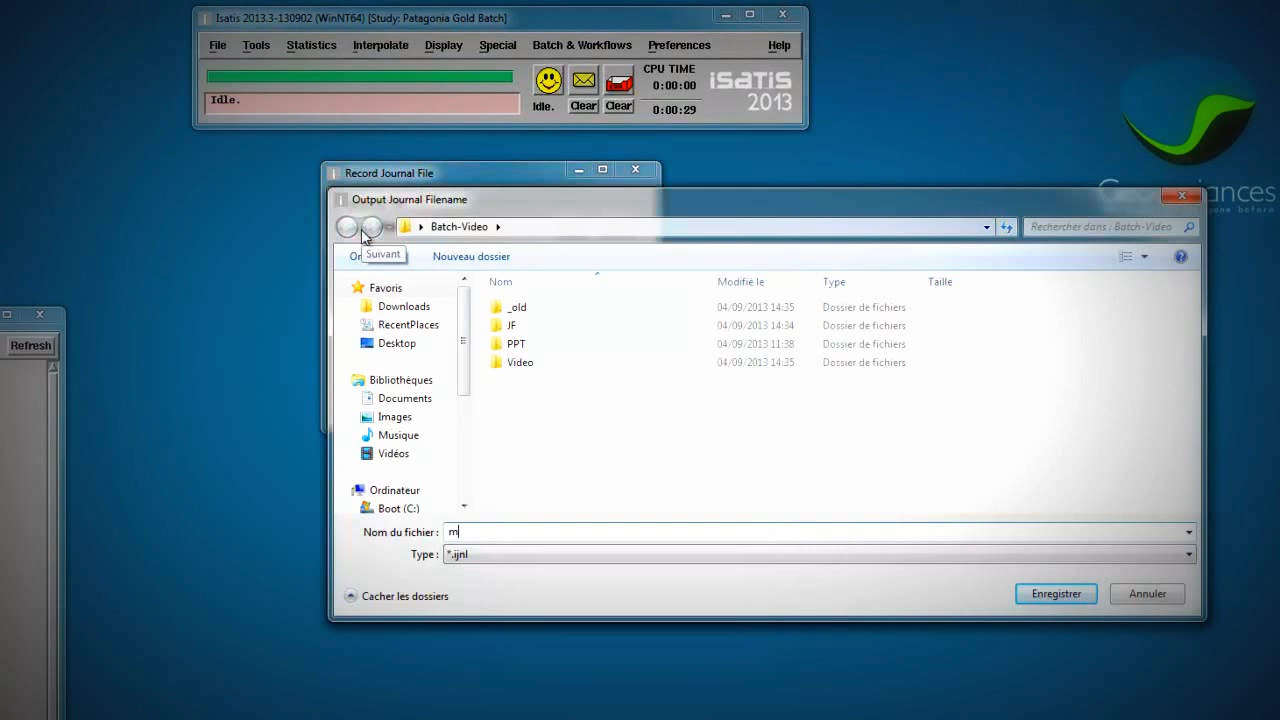 Isatis 2013.3-130902 (WinNT64) [Study: Patagonia Gold Batch]
File Tools Statistics Interpolate Display Special Batch & Workflows Preferences Help
CPU TIME
0:00:00
Idle.
Idle. Clear Clear
0:00:29
isatis
2013
Record Journal File
Output Journal Filename
Batch-Video
Rechercher dans : Batch-Video
Suivant
Nouveau dossier
Nom Modifié le Type Taille
Favoris
Downloads
RecentPlaces
Desktop
Bibliothèques
Documents
Images
Musique
Vidéos
Ordinateur
Boot (C:)
_old 04/09/2013 14:35 Dossier de fichiers
JF 04/09/2013 14:34 Dossier de fichiers
PPT 04/09/2013 11:38 Dossier de fichiers
Video 04/09/2013 14:35 Dossier de fichiers
Nom du fichier : m
Type : *.ijnl
Cacher les dossiers
Enregistrer Annuler
Refresh